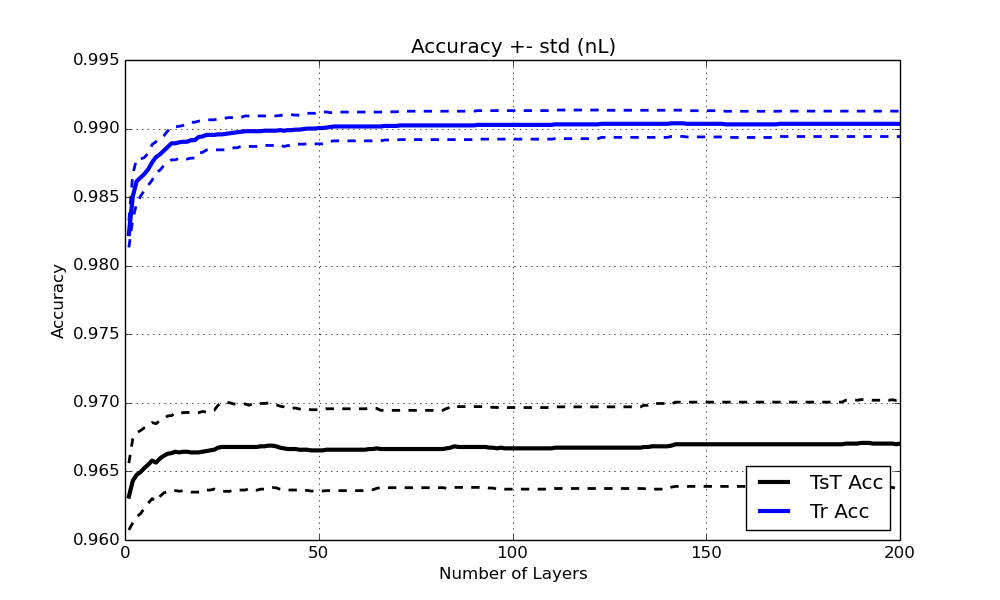 Accuracy +- std (nL)
0.995
0.990
0.985
0.980
0.975
0.970
0.965
0.960
Accuracy
0 50 100 150 200
Number of Layers
TsT Acc
Tr Acc